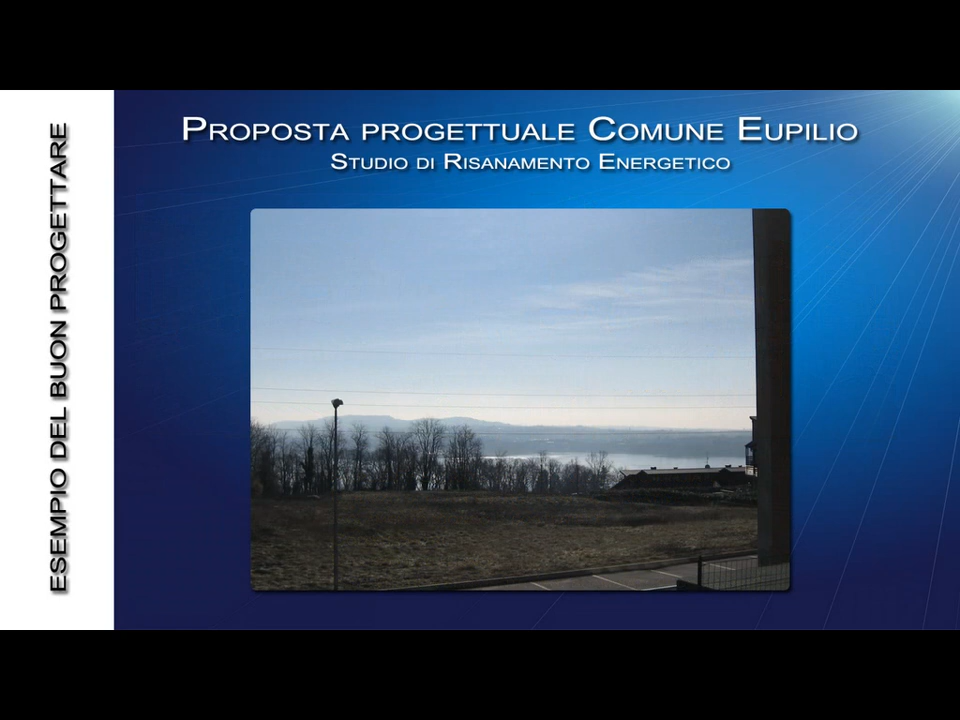 Proposta progettuale Comune Eupilio
Studio di Risanamento Energetico
ESEMPIO DEL BUON PROGETTARE